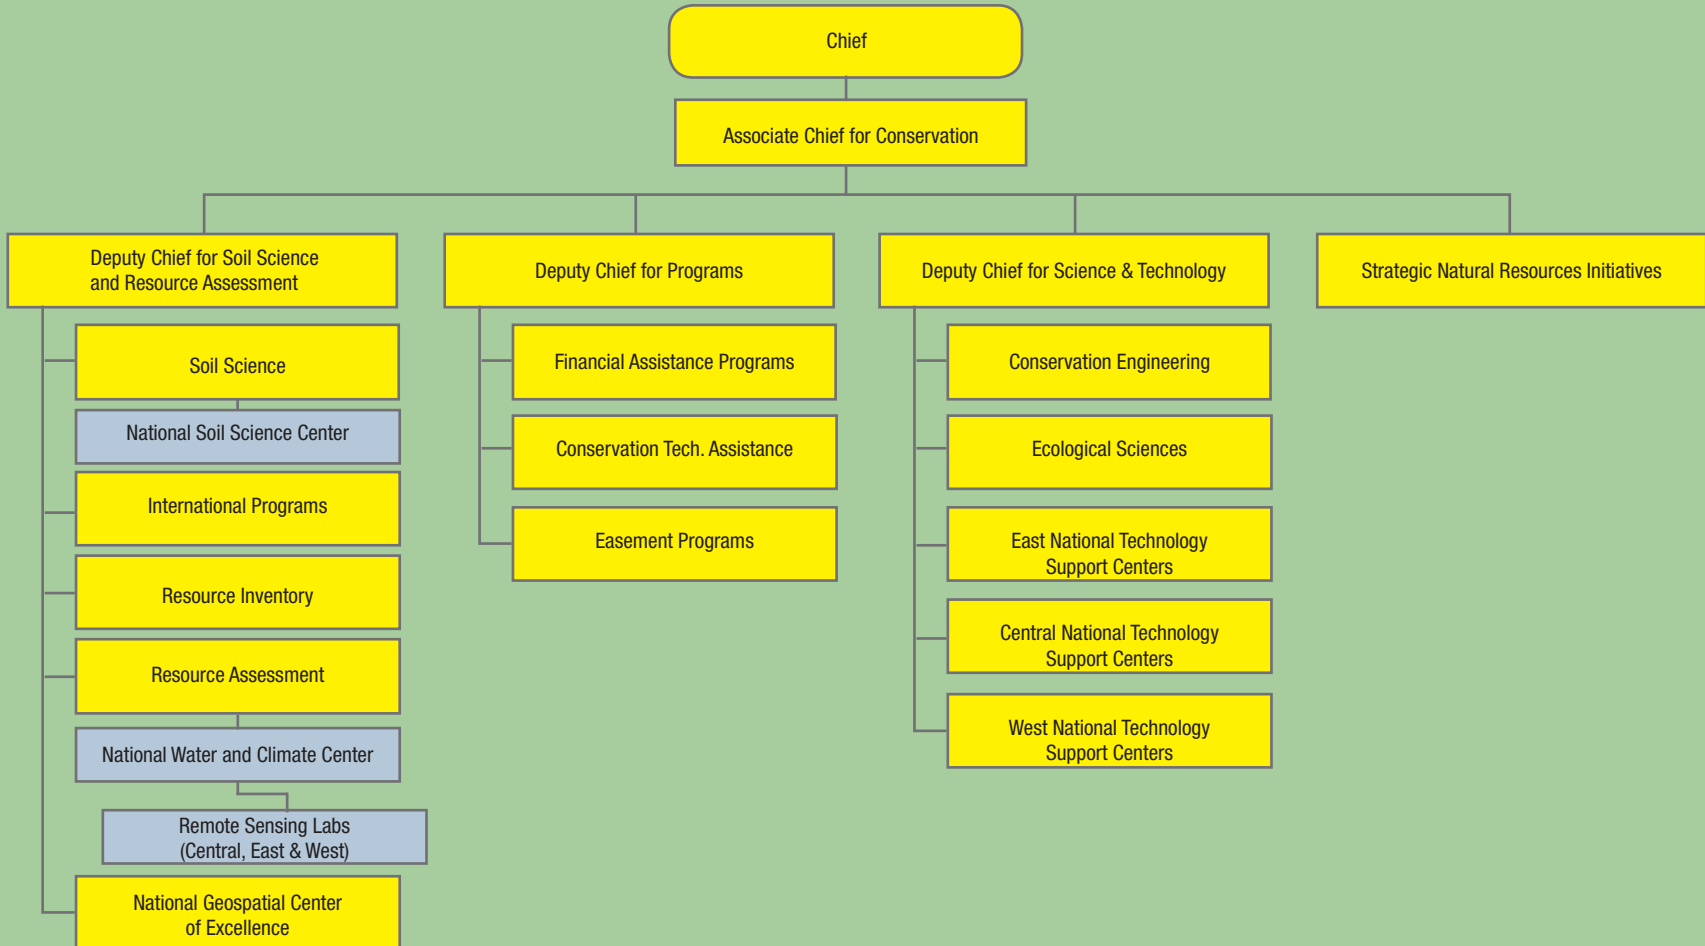 Chief
Associate Chief for Conservation
Deputy Chief for Soil Science
and Resource Assessment
Soil Science
National Soil Science Center
International Programs
Resource Inventory
Resource Assessment
National Water and Climate Center
Remote Sensing Labs
(Central, East & West)
National Geospatial Center
of Excellence
Deputy Chief for Programs
Financial Assistance Programs
Conservation Tech. Assistance
Easement Programs
Deputy Chief for Science & Technology
Conservation Engineering
Ecological Sciences
East National Technology
Support Centers
Central National Technology
Support Centers
West National Technology
Support Centers
Strategic Natural Resources Initiatives